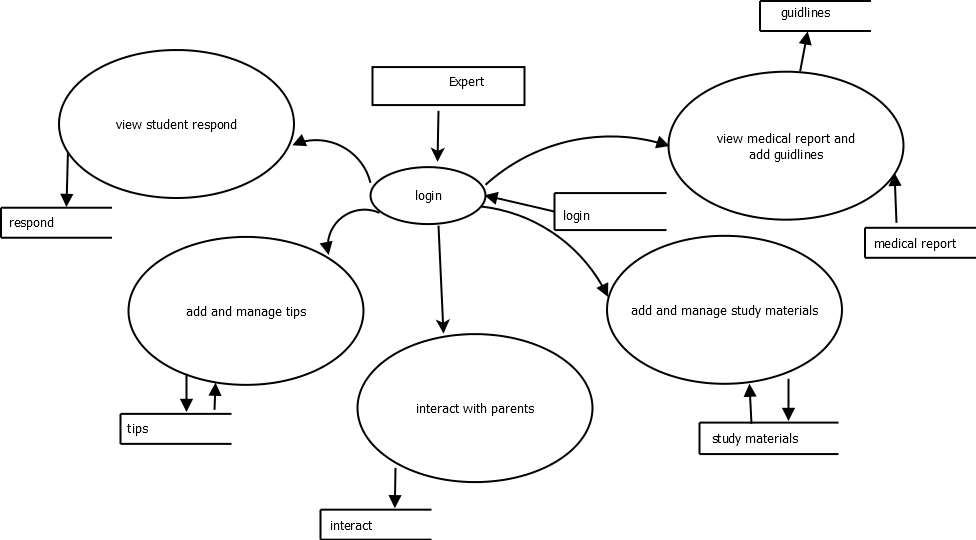 guidlines
Expert
view student respond
view medical report and
add guidlines
login
login
respond
medical report
add and manage tips
add and manage study materials
interact with parents
tips
study materials
interact